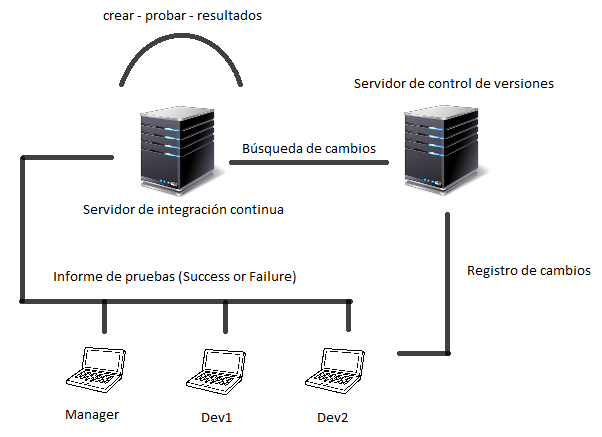 crear - probar - resultados
Servidor de control de versiones
Búsqueda de cambios
Servidor de integración continua
Registro de cambios
Informe de pruebas (Success or Failure)
Manager
Dev1
Dev2